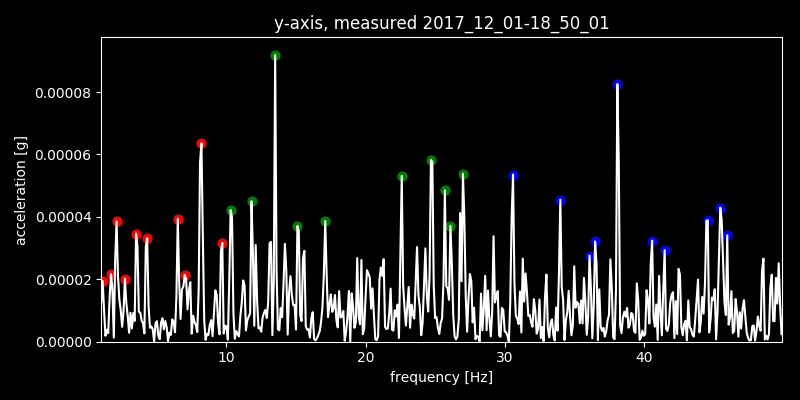 y-axis, measured 2017_12_01-18_50_01
acceleration [g]
0.00008
0.00006
0.00004
0.00002
0.00000
10 20 30 40
frequency [Hz]